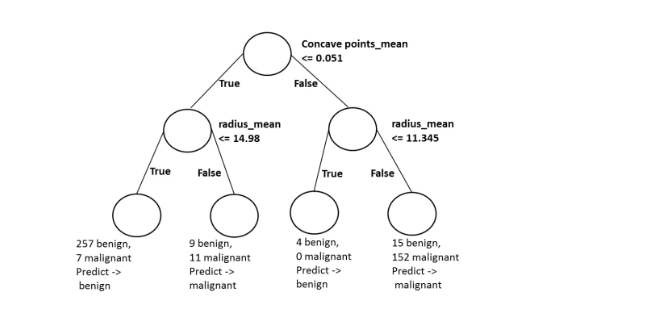 Concave points_mean
<= 0.051
True
False
radius_mean
<= 14.98
radius_mean
<= 11.345
True
False
True
False
257 benign,
7 malignant
Predict ->
benign
9 benign,
11 malignant
Predict ->
malignant
4 benign,
0 malignant
Predict ->
benign
15 benign,
152 malignant
Predict ->
malignant